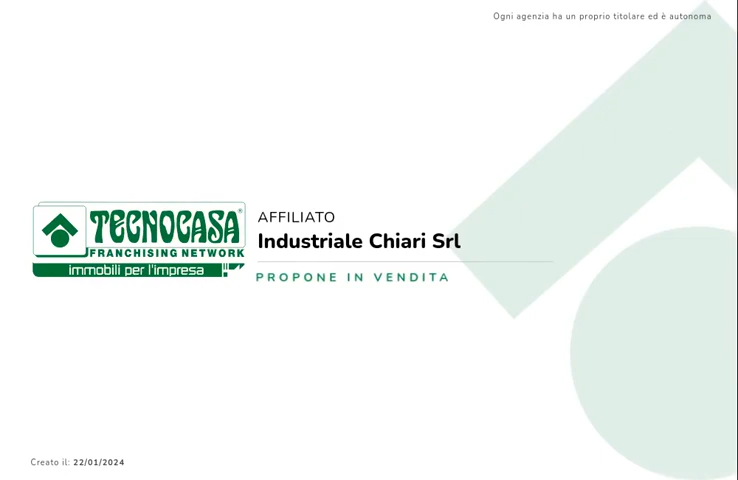 Ogni agenzia ha un proprio titolare ed è autonoma
TECNOCASA®
FRANCHISING NETWORK
immobili per l'impresa
AFFILIATO
Industriale Chiari Srl
PROPONE IN VENDITA
Creato il: 22/01/2024